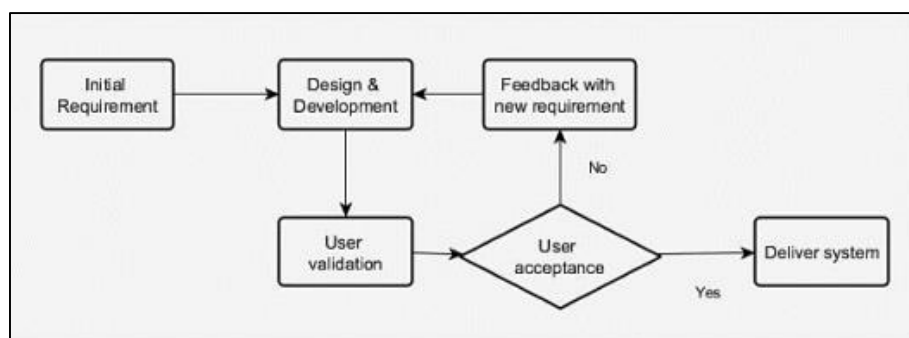 Initial
Requirement
Design &
Development
Feedback with
new requirement
No
User
validation
User
acceptance
Deliver system
Yes